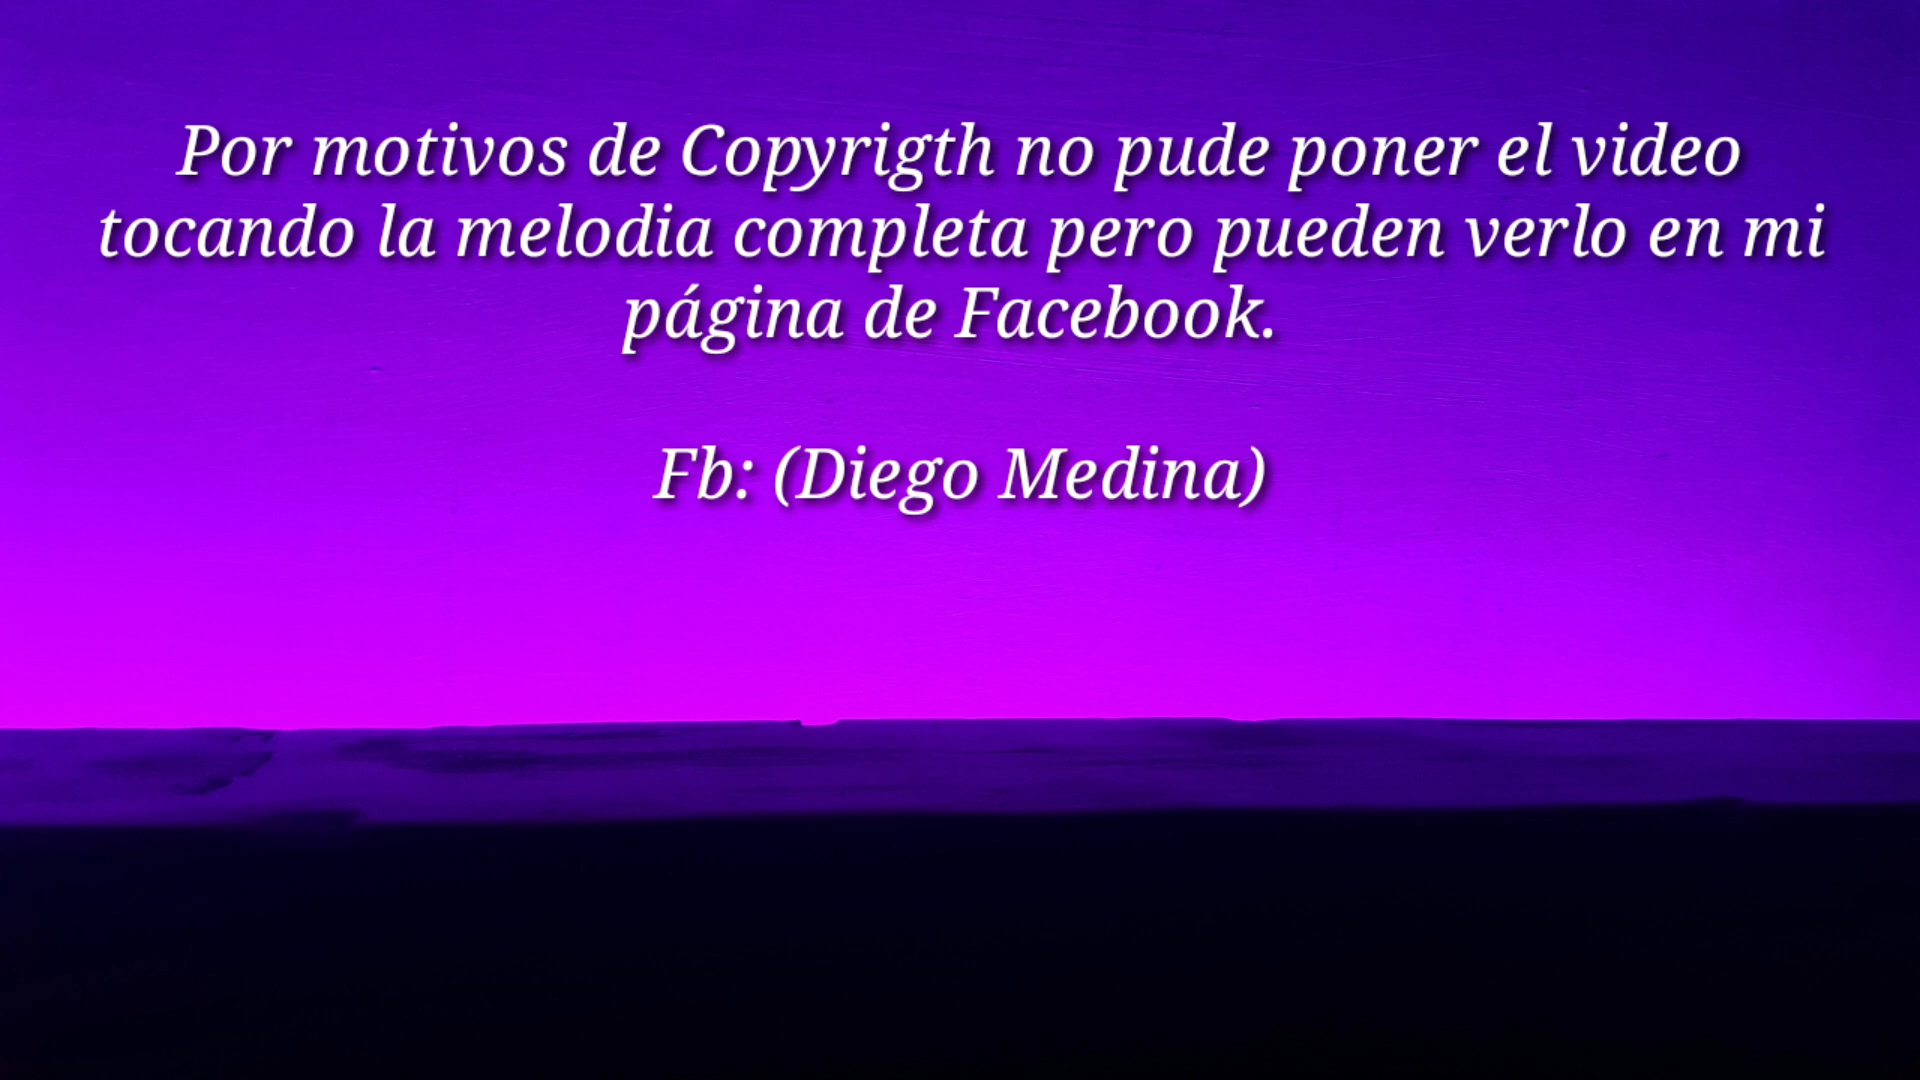 Por motivos de Copyrigth no pude poner el video
tocando la melodia completa pero pueden verlo en mi
página de Facebook.
Fb: (Diego Medina)